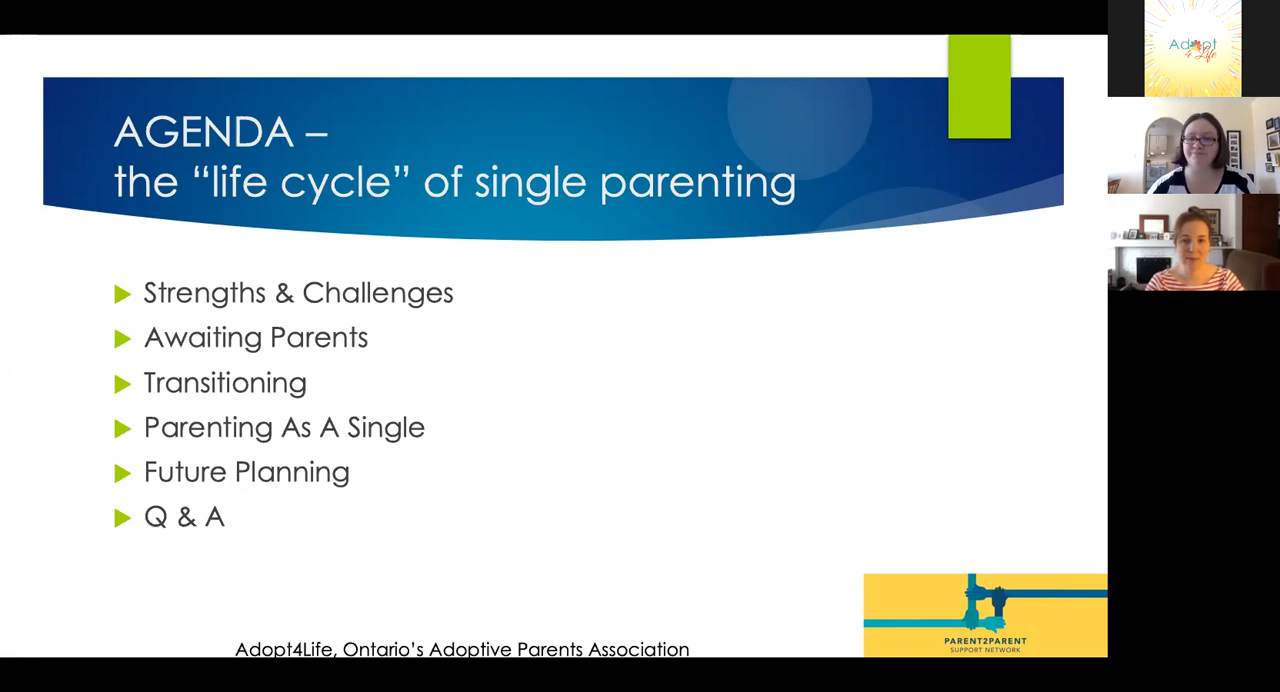 AGENDA –
the “life cycle” of single parenting
Strengths & Challenges
Awaiting Parents
Transitioning
Parenting As A Single
Future Planning
Q & A
Adopt4Life, Ontario’s Adoptive Parents Association
PARENT2PARENT
SUPPORT NETWORK
Adopt
4 Life